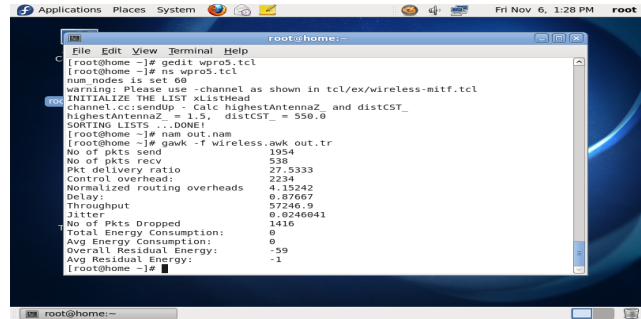 Applications Places System Fri Nov 6, 1:28 PM root
root@home:~
File Edit View Terminal Help
[root@home ~]# gedit wpro5.tcl
[root@home ~]# ns wpro5.tcl
num_nodes is set 60
warning: Please use -channel as shown in tcl/ex/wireless-mitf.tcl
INITIALIZE THE LIST xListHead
channel.cc:sendUp - Calc highestAntennaZ_ and distCST_
highestAntennaZ_ = 1.5, distCST_ = 550.0
SORTING LISTS ...DONE!
[root@home ~]# nam out.nam
[root@home ~]# gawk -f wireless.awk out.tr
No of pkts send 1954
No of pkts recv 538
Pkt delivery ratio 27.5333
Control overhead: 2234
Normalized routing overheads 4.15242
Delay: 0.87667
Throughput 57246.9
Jitter 0.0246041
No of Pkts Dropped 1416
Total Energy Consumption: 0
Avg Energy Consumption: 0
Overall Residual Energy: -59
Avg Residual Energy: -1
[root@home ~]#
root@home:~